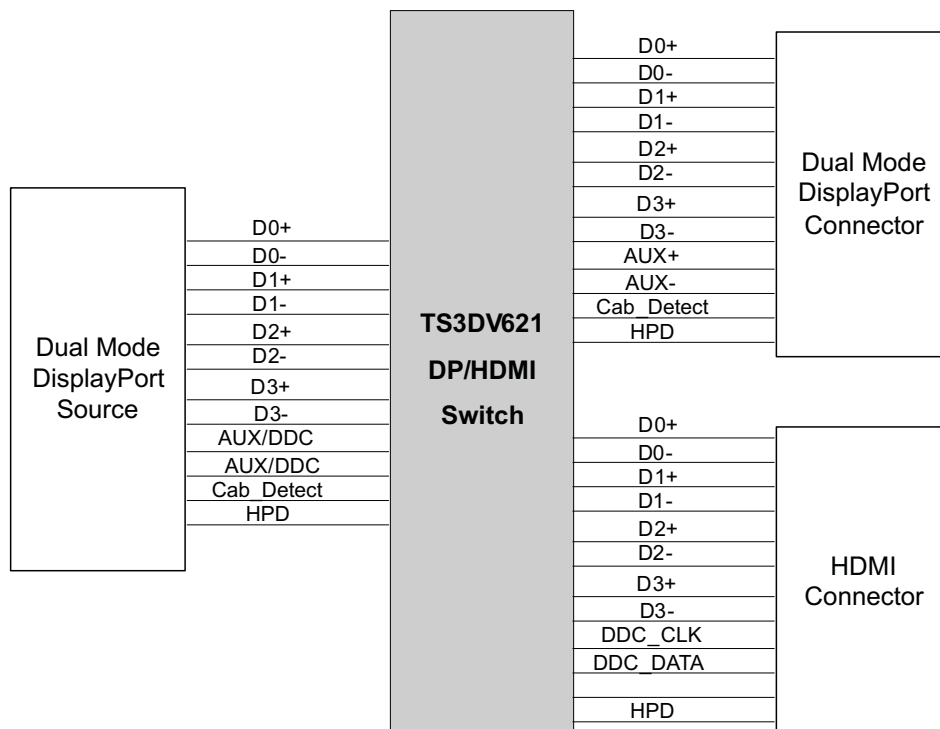 Dual Mode
DisplayPort
Source
D0+
D0-
D1+
D1-
D2+
D2-
D3+
D3-
AUX/DDC
AUX/DDC
Cab_Detect
HPD
TS3DV621
DP/HDMI
Switch
D0+
D0-
D1+
D1-
D2+
D2-
D3+
D3-
AUX+
AUX-
Cab_Detect
HPD
Dual Mode
DisplayPort
Connector
D0+
D0-
D1+
D1-
D2+
D2-
D3+
D3-
DDC_CLK
DDC_DATA
HPD
HDMI
Connector